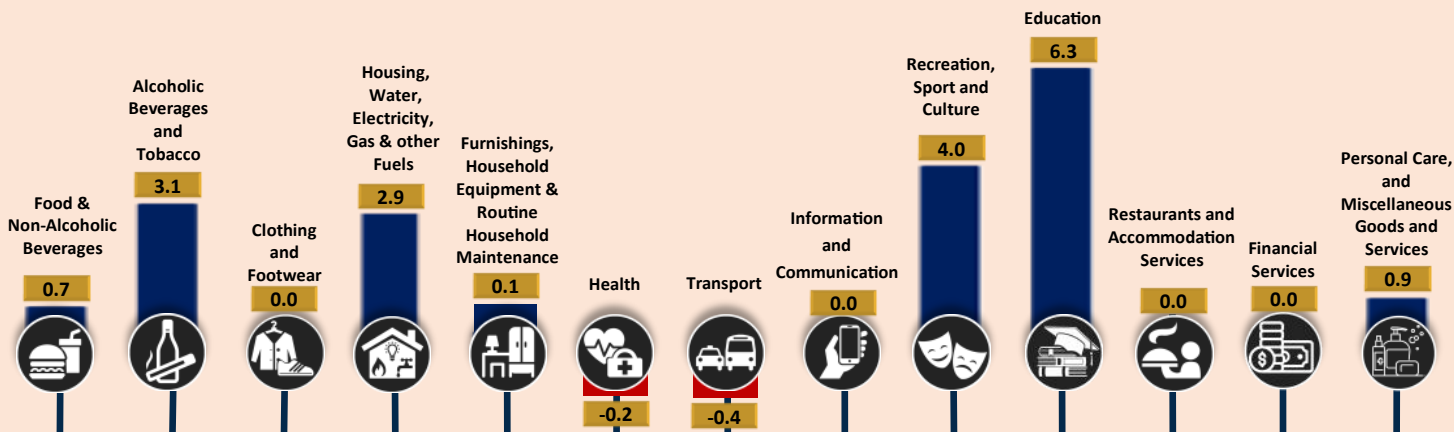 Food &
Non-Alcoholic
Beverages
0.7
Alcoholic
Beverages
and
Tobacco
3.1
Clothing
and
Footwear
0.0
Housing,
Water,
Electricity,
Gas & other
Fuels
2.9
Furnishings,
Household
Equipment &
Routine
Household
Maintenance
0.1
Health
-0.2
Transport
-0.4
Information
and
Communication
0.0
Recreation,
Sport and
Culture
4.0
Education
6.3
Restaurants and
Accommodation
Services
0.0
Financial
Services
0.0
Personal Care,
and
Miscellaneous
Goods and
Services
0.9